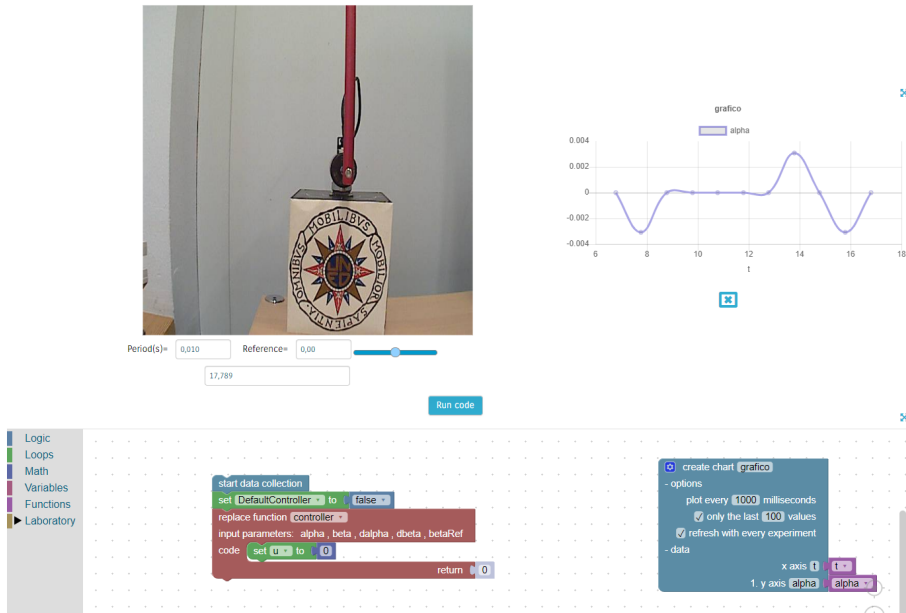 MOBILIBVS
MOBILIOR
SAPIENTIA
OMNIBVS
UNED
grafico
alpha
0.004
0.002
0
-0.002
-0.004
6 8 10 12 14 16 18
t
Period(s)= 0,010 Reference= 0,00
17,789
Run code
Logic
Loops
Math
Variables
Functions
Laboratory
start data collection
set DefaultController to false
replace function controller
input parameters: alpha , beta , dalpha , dbeta , betaRef
code set u to 0
return 0
create chart grafico
- options
plot every 1000 milliseconds
only the last 100 values
refresh with every experiment
- data
x axis t t
1. y axis alpha alpha